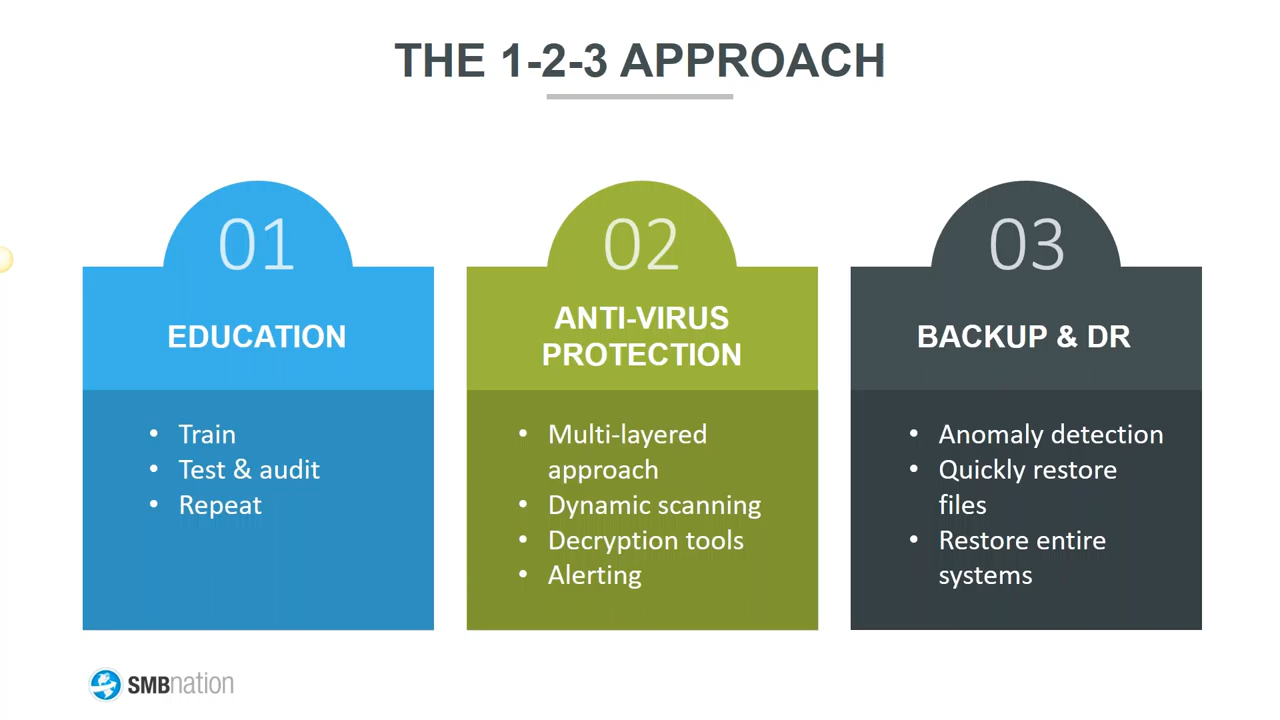 THE 1-2-3 APPROACH
01
EDUCATION
• Train
• Test & audit
• Repeat
02
ANTI-VIRUS
PROTECTION
• Multi-layered
approach
• Dynamic scanning
• Decryption tools
• Alerting
03
BACKUP & DR
• Anomaly detection
• Quickly restore
files
• Restore entire
systems
SMBnation